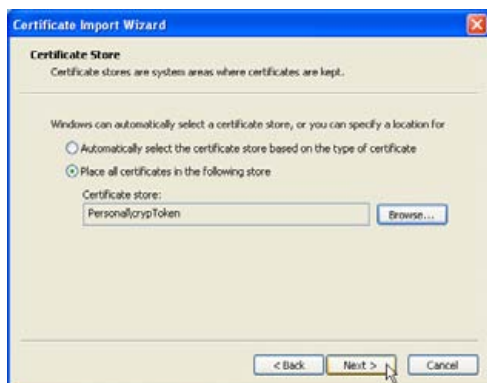 Certificate Import Wizard
Certificate Store
Certificate stores are system areas where certificates are kept.
Windows can automatically select a certificate store, or you can specify a location for
Automatically select the certificate store based on the type of certificate
Place all certificates in the following store
Certificate store:
Personal\crypToken
Browse...
< Back
Next >
Cancel